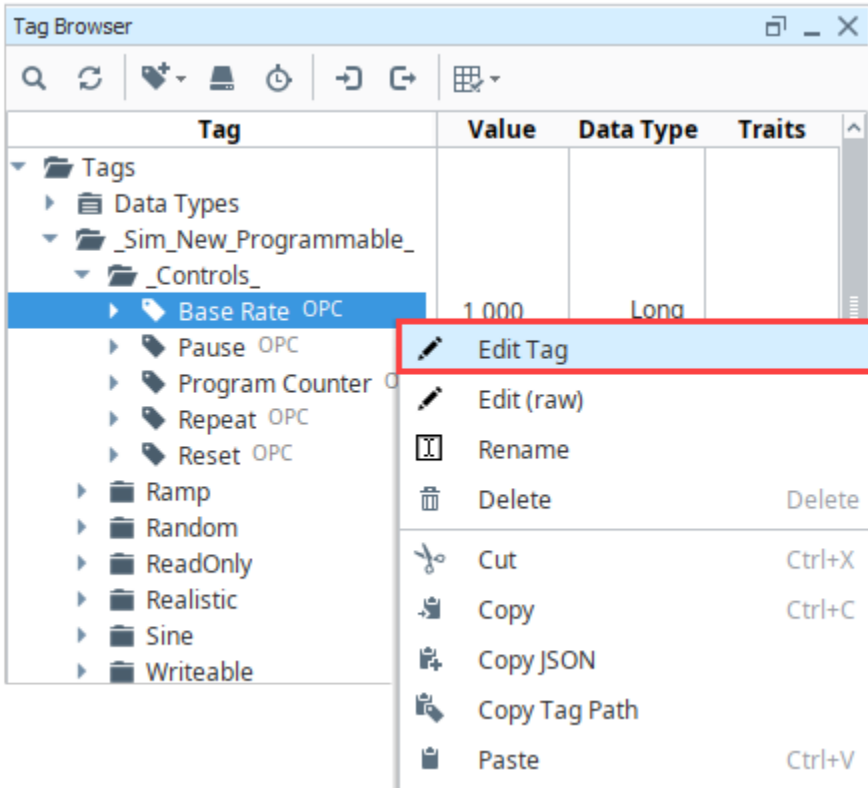 Tag Browser
Tag Value Data Type Traits
Tags
Data Types
_Sim_New_Programmable_
_Controls_
Base Rate OPC 1,000 Long
Edit Tag
Pause OPC
Program Counter
Edit (raw)
Repeat OPC
Rename
Reset OPC
Ramp
Delete Delete
Random
ReadOnly
Cut Ctrl+X
Realistic
Copy Ctrl+C
Sine
Copy JSON
Writeable
Copy Tag Path
Paste Ctrl+V